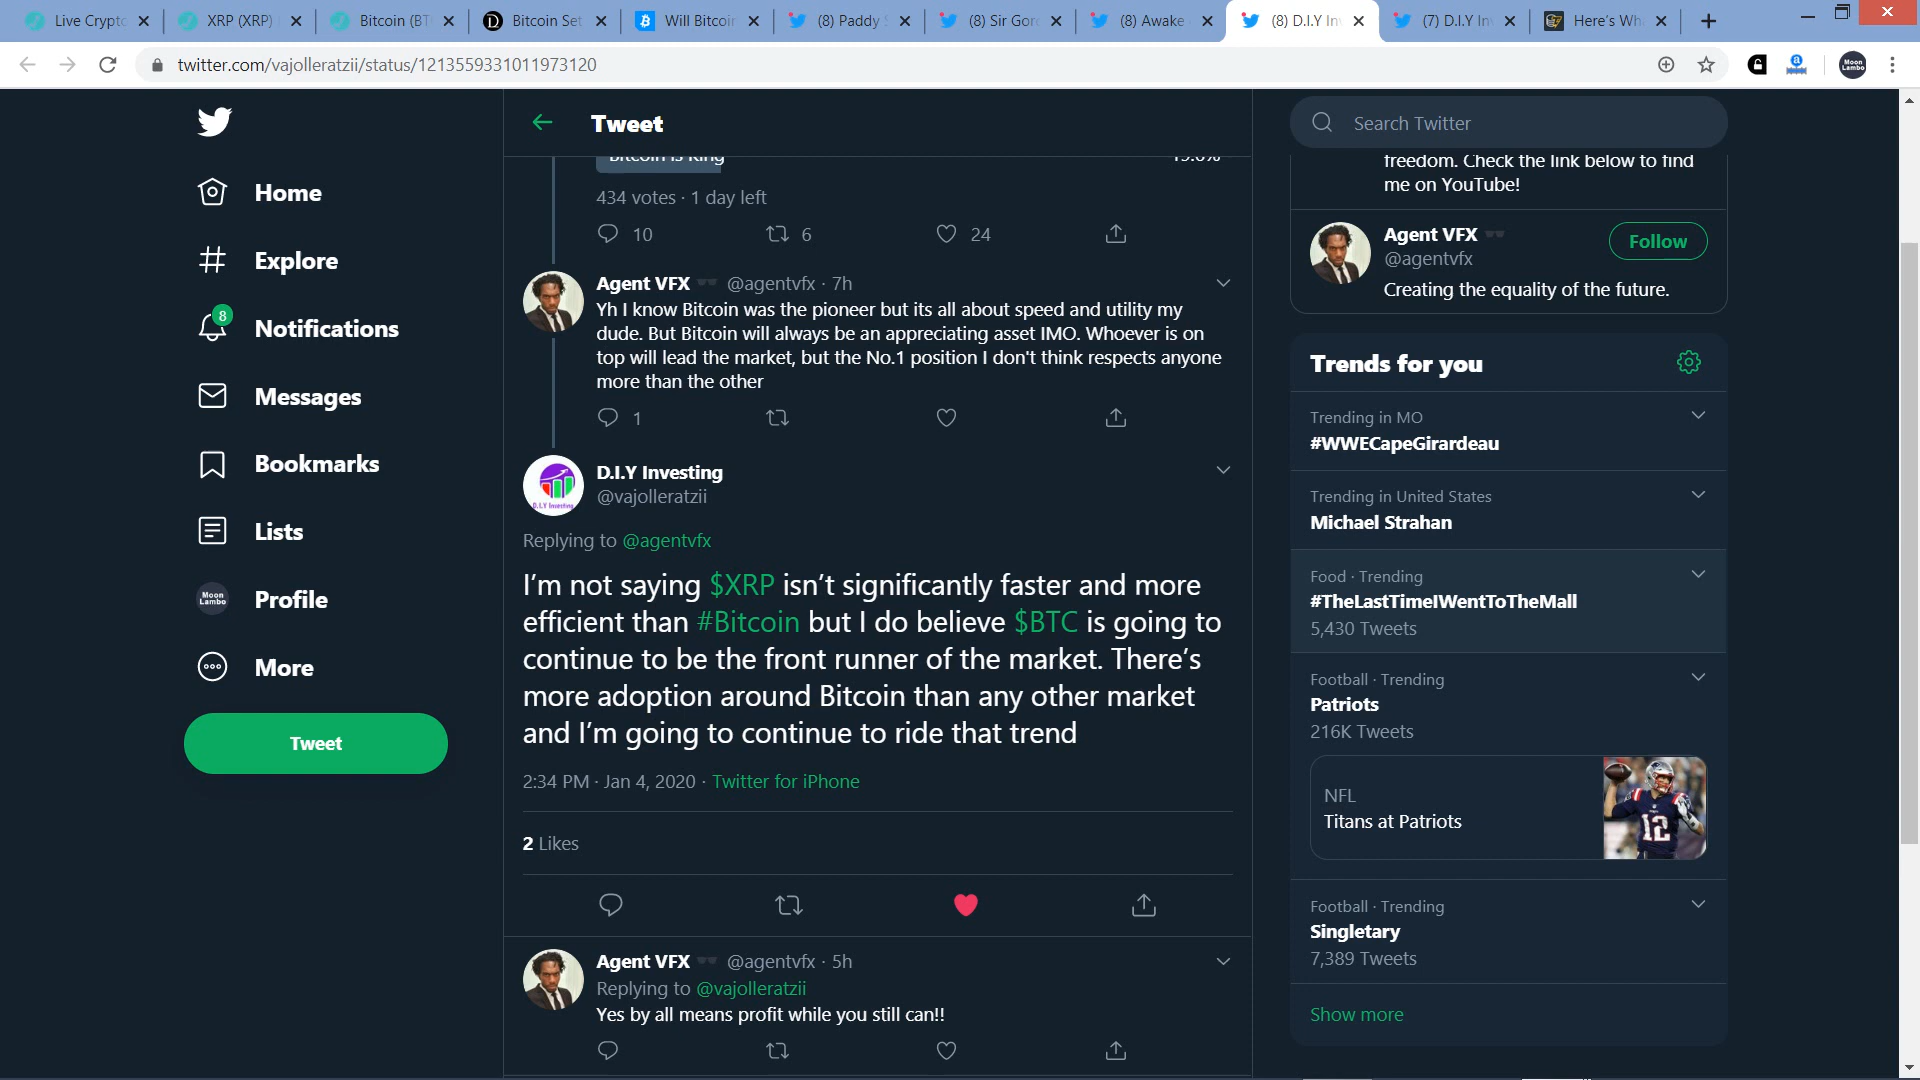 Live Crypto
XRP (XRP)
Bitcoin (BT
Bitcoin Set
Will Bitcoin
(8) Paddy
(8) Sir Gor
(8) Awake
(8) D.I.Y In
(7) D.I.Y In
Here's Wh
twitter.com/vajolleratzii/status/1213559331011973120
Moon Lambo
Home
Explore
8
Notifications
Messages
Bookmarks
Lists
Moon Lambo
Profile
More
Tweet
Tweet
Bitcoin is King
434 votes · 1 day left
10
6
24
Agent VFX @agentvfx · 7h
Yh I know Bitcoin was the pioneer but its all about speed and utility my
dude. But Bitcoin will always be an appreciating asset IMO. Whoever is on
top will lead the market, but the No.1 position I don't think respects anyone
more than the other
1
D.I.Y Investing
D.I.Y Investing
@vajolleratzii
Replying to @agentvfx
I'm not saying $XRP isn't significantly faster and more
efficient than #Bitcoin but I do believe $BTC is going to
continue to be the front runner of the market. There's
more adoption around Bitcoin than any other market
and I'm going to continue to ride that trend
2:34 PM · Jan 4, 2020 · Twitter for iPhone
2 Likes
Agent VFX @agentvfx · 5h
Replying to @vajolleratzii
Yes by all means profit while you still can!!
Search Twitter
freedom. Check the link below to find
me on YouTube!
Agent VFX
@agentvfx
Follow
Creating the equality of the future.
Trends for you
Trending in MO
#WWECapeGirardeau
Trending in United States
Michael Strahan
Food · Trending
#TheLastTimeIWentToTheMall
5,430 Tweets
Football · Trending
Patriots
216K Tweets
NFL
Titans at Patriots
12
Football · Trending
Singletary
7,389 Tweets
Show more